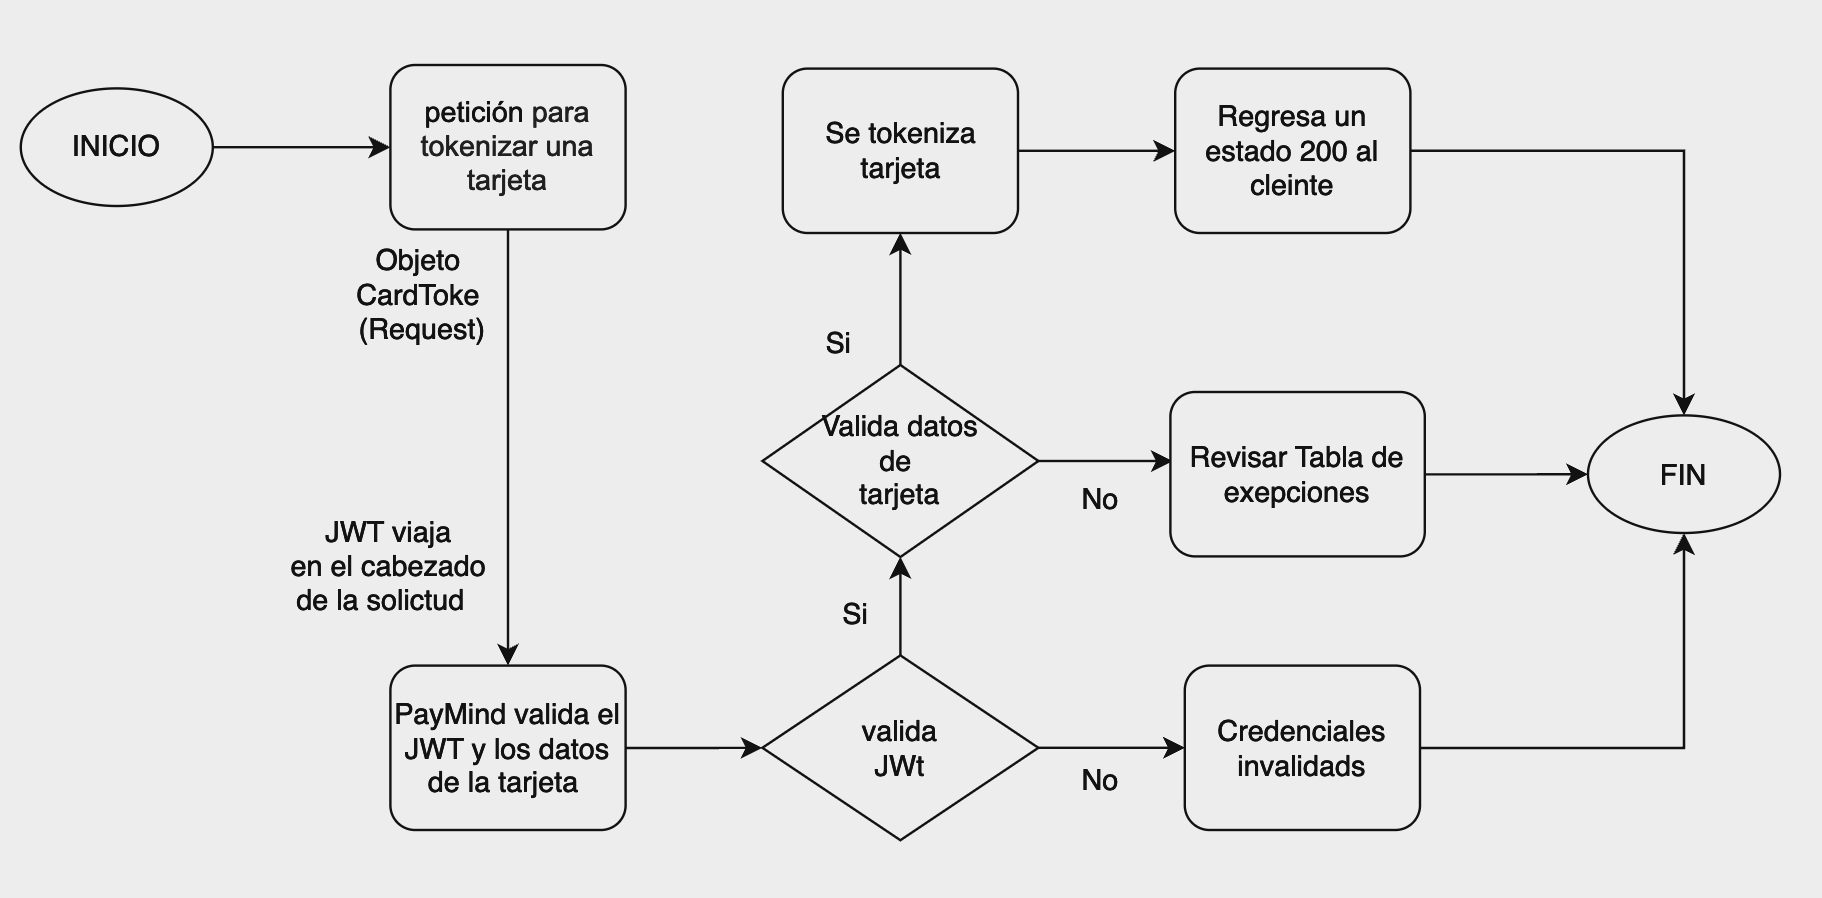 INICIO
petición para
tokenizar una
tarjeta
Objeto
CardToke
(Request)
JWT viaja
en el cabezado
de la solictud
PayMind valida el
JWT y los datos
de la tarjeta
valida
JWt
No
Credenciales
invalidads
Si
Valida datos
de
tarjeta
No
Revisar Tabla de
exepciones
Si
Se tokeniza
tarjeta
Regresa un
estado 200 al
cleinte
FIN